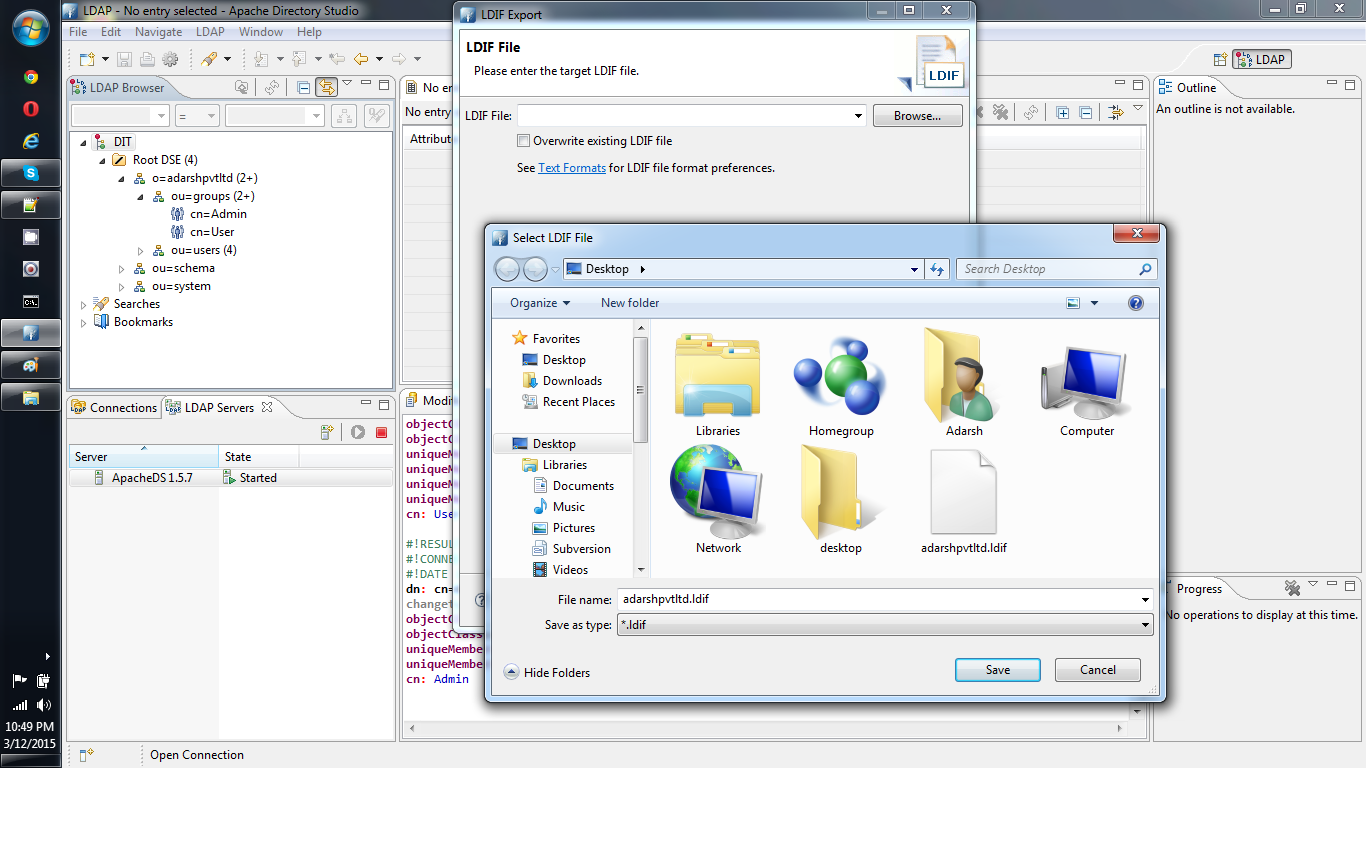 LDAP - No entry selected - Apache Directory Studio
File Edit Navigate LDAP Window Help
LDAP
LDAP Browser
=
DIT
Root DSE (4)
o=adarshpvtltd (2+)
ou=groups (2+)
cn=Admin
cn=User
ou=users (4)
ou=schema
ou=system
Searches
Bookmarks
Connections
LDAP Servers
Server State
ApacheDS 1.5.7 Started
No en
No entry
Attribut
LDIF Export
LDIF File
Please enter the target LDIF file.
LDIF
LDIF File:
Browse...
Overwrite existing LDIF file
See Text Formats for LDIF file format preferences.
Outline
An outline is not available.
Select LDIF File
Desktop
Search Desktop
Organize
New folder
Favorites
Desktop
Downloads
Recent Places
Desktop
Libraries
Documents
Music
Pictures
Subversion
Videos
Libraries
Homegroup
Adarsh
Computer
Network
desktop
adarshpvtltd.ldif
File name: adarshpvtltd.ldif
Save as type: *.ldif
Hide Folders
Save
Cancel
Modi
objectC
objectC
uniqueM
uniqueM
uniqueM
uniqueM
cn: Use
#!RESUL
#!CONNE
#!DATE
dn: cn=
changet
objectC
objectClass
uniqueMembe
uniqueMembe
cn: Admin
Progress
No operations to display at this time.
C:\.
10:49 PM
3/12/2015
Open Connection